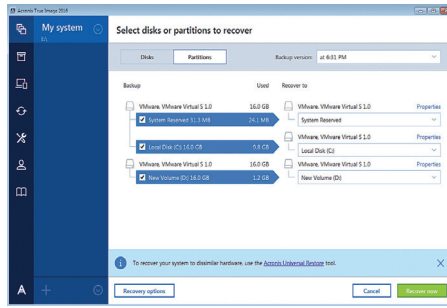 Acronis True Image 2016
My system
Select disks or partitions to recover
Disks
Partitions
Backup version: at 6:31 PM
Backup
Used
Recover to
VMware, VMware Virtual S 1.0
16.0 GB
VMware, VMware Virtual S 1.0
Properties
System Reserved 31.3 MB
24.1 MB
System Reserved
VMware, VMware Virtual S 1.0
Properties
Local Disk (C:) 16.0 GB
9.8 GB
Local Disk (C:)
VMware, VMware Virtual S 1.0
16.0 GB
VMware, VMware Virtual S 1.0
Properties
New Volume (D:) 16.0 GB
1.2 GB
New Volume (D:)
To recover your system to dissimilar hardware, use the Acronis Universal Restore tool.
Recovery options
Cancel
Recover now